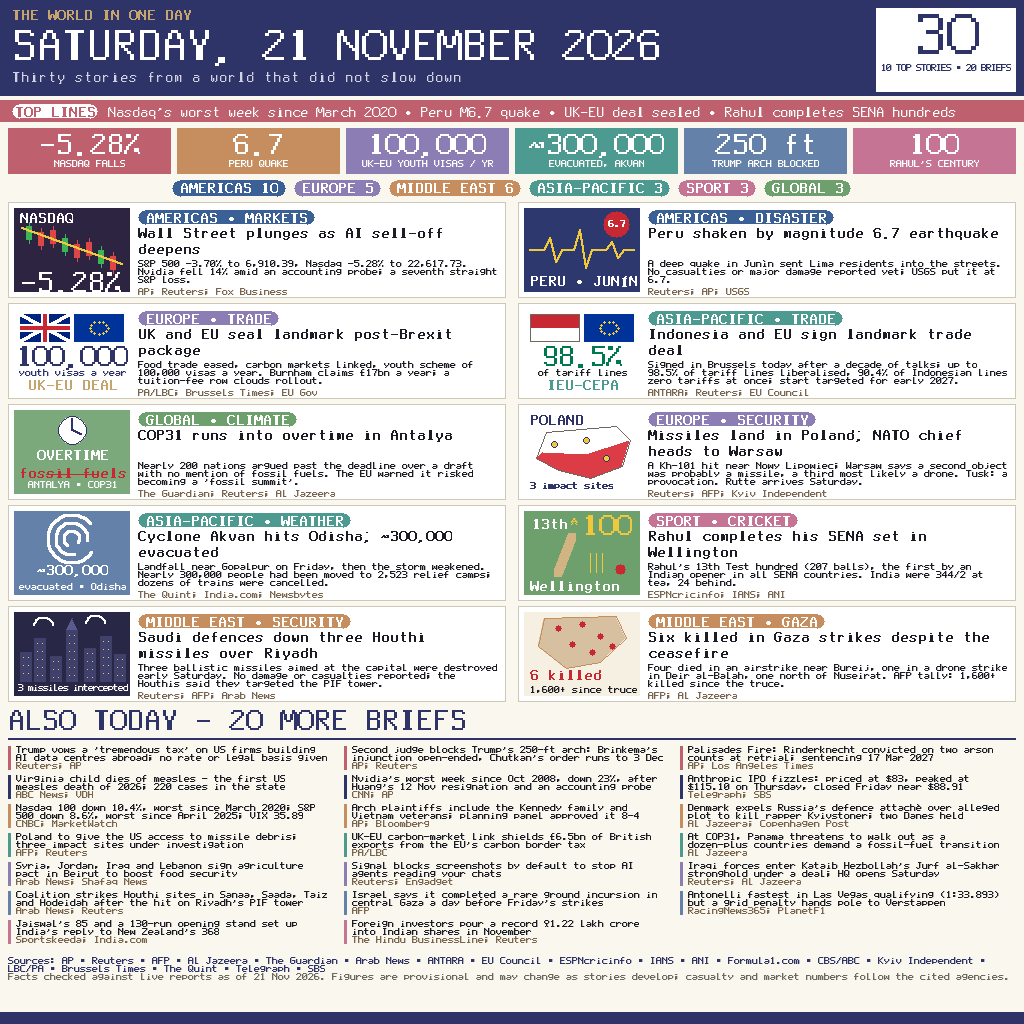 THE WORLD IN ONE DAY
SATURDAY, 21 NOVEMBER 2026
Thirty stories from a world that did not slow down
30
10 TOP STORIES • 20 BRIEFS
TOP LINES Nasdaq's worst week since March 2020 • Peru M6.7 quake • UK-EU deal sealed • Rahul completes SENA hundreds
-5.28%
NASDAQ FALLS
6.7
PERU QUAKE
100,000
UK-EU YOUTH VISAS / YR
~300,000
EVACUATED, AKVAN
250 ft
TRUMP ARCH BLOCKED
100
RAHUL'S CENTURY
AMERICAS 10 EUROPE 5 MIDDLE EAST 6 ASIA-PACIFIC 3 SPORT 3 GLOBAL 3
NASDAQ
-5.28%
AMERICAS • MARKETS
Wall Street plunges as AI sell-off
deepens
S&P 500 -3.70% to 6,910.39, Nasdaq -5.28% to 22,617.73.
Nvidia fell 14% amid an accounting probe; a seventh straight
S&P loss.
AP; Reuters; Fox Business
6.7
PERU • JUNÍN
AMERICAS • DISASTER
Peru shaken by magnitude 6.7 earthquake
A deep quake in Junín sent Lima residents into the streets.
No casualties or major damage reported yet; USGS put it at
6.7.
Reuters; AP; USGS
100,000
youth visas a year
UK-EU DEAL
EUROPE • TRADE
UK and EU seal landmark post-Brexit
package
Food trade eased, carbon markets linked, youth scheme of
100,000 visas a year. Burnham claims £17bn a year; a
tuition-fee row clouds rollout.
PA/LBC; Brussels Times; EU Gov
98.5%
of tariff lines
IEU-CEPA
ASIA-PACIFIC • TRADE
Indonesia and EU sign landmark trade
deal
Signed in Brussels today after a decade of talks; up to
98.5% of tariff lines liberalised, 90.4% of Indonesian lines
zero tariffs at once; start targeted for early 2027.
ANTARA; Reuters; EU Council
OVERTIME
fossil fuels
ANTALYA • COP31
GLOBAL • CLIMATE
COP31 runs into overtime in Antalya
Nearly 200 nations argued past the deadline over a draft
with no mention of fossil fuels. The EU warned it risked
becoming a 'fossil summit'.
The Guardian; Reuters; Al Jazeera
POLAND
3 impact sites
EUROPE • SECURITY
Missiles land in Poland; NATO chief
heads to Warsaw
A Kh-101 hit near Nowy Lipowiec; Warsaw says a second object
was probably a missile, a third most likely a drone. Tusk: a
provocation. Rutte arrives Saturday.
Reuters; AFP; Kyiv Independent
~300,000
evacuated • Odisha
ASIA-PACIFIC • WEATHER
Cyclone Akvan hits Odisha; ~300,000
evacuated
Landfall near Gopalpur on Friday, then the storm weakened.
Nearly 300,000 people had been moved to 2,523 relief camps;
dozens of trains were cancelled.
The Quint; India.com; Newsbytes
13th 100
Wellington
SPORT • CRICKET
Rahul completes his SENA set in
Wellington
Rahul's 13th Test hundred (207 balls), the first by an
Indian opener in all SENA countries. India were 344/2 at
tea, 24 behind.
ESPNcricinfo; IANS; ANI
3 missiles intercepted
MIDDLE EAST • SECURITY
Saudi defences down three Houthi
missiles over Riyadh
Three ballistic missiles aimed at the capital were destroyed
early Saturday. No damage or casualties reported; the
Houthis said they targeted the PIF tower.
Reuters; AFP; Arab News
6 killed
1,600+ since truce
MIDDLE EAST • GAZA
Six killed in Gaza strikes despite the
ceasefire
Four died in an airstrike near Bureij, one in a drone strike
in Deir al-Balah, one north of Nuseirat. AFP tally: 1,600+
killed since the truce.
AFP; Al Jazeera
ALSO TODAY - 20 MORE BRIEFS
Trump vows a 'tremendous tax' on US firms building
AI data centres abroad; no rate or legal basis given
Reuters; AP
Second judge blocks Trump's 250-ft arch: Brinkema's
injunction open-ended, Chutkan's order runs to 3 Dec
AP; Reuters
Palisades Fire: Rinderknecht convicted on two arson
counts at retrial; sentencing 17 Mar 2027
AP; Los Angeles Times
Virginia child dies of measles - the first US
measles death of 2026; 220 cases in the state
ABC News; VDH
Nvidia's worst week since Oct 2008, down 23%, after
Huang's 12 Nov resignation and an accounting probe
CNN; AP
Anthropic IPO fizzles: priced at $83, peaked at
$115.10 on Thursday, closed Friday near $88.91
Telegraph; SBS
Nasdaq 100 down 10.4%, worst since March 2020; S&P
500 down 8.6%, worst since April 2025; VIX 35.89
CNBC; MarketWatch
Arch plaintiffs include the Kennedy family and
Vietnam veterans; planning panel approved it 8-4
AP; Bloomberg
Denmark expels Russia's defence attaché over alleged
plot to kill rapper Kyivstoner; two Danes held
Al Jazeera; Copenhagen Post
Poland to give the US access to missile debris;
three impact sites under investigation
AFP; Reuters
UK-EU carbon-market link shields £6.5bn of British
exports from the EU's carbon border tax
PA/LBC
At COP31, Panama threatens to walk out as a
dozen-plus countries demand a fossil-fuel transition
Al Jazeera
Syria, Jordan, Iraq and Lebanon sign agriculture
pact in Beirut to boost food security
Arab News; Shafaq News
Signal blocks screenshots by default to stop AI
agents reading your chats
Reuters; Engadget
Iraqi forces enter Kataib Hezbollah's Jurf al-Sakhar
stronghold under a deal; HQ opens Saturday
Reuters; Al Jazeera
Coalition strikes Houthi sites in Sanaa, Saada, Taiz
and Hodeidah after the hit on Riyadh's PIF tower
Arab News; Reuters
Israel says it completed a rare ground incursion in
central Gaza a day before Friday's strikes
AFP
Antonelli fastest in Las Vegas qualifying (1:33.893)
but a grid penalty hands pole to Verstappen
RacingNews365; PlanetF1
Jaiswal's 85 and a 130-run opening stand set up
India's reply to New Zealand's 368
Sportskeeda; India.com
Foreign investors pour a record ₹1.22 lakh crore
into Indian shares in November
The Hindu BusinessLine; Reuters
Sources: AP • Reuters • AFP • Al Jazeera • The Guardian • Arab News • ANTARA • EU Council • ESPNcricinfo • IANS • ANI • Formula1.com • CBS/ABC • Kyiv Independent •
LBC/PA • Brussels Times • The Quint • Telegraph • SBS
Facts checked against live reports as of 21 Nov 2026. Figures are provisional and may change as stories develop; casualty and market numbers follow the cited agencies.